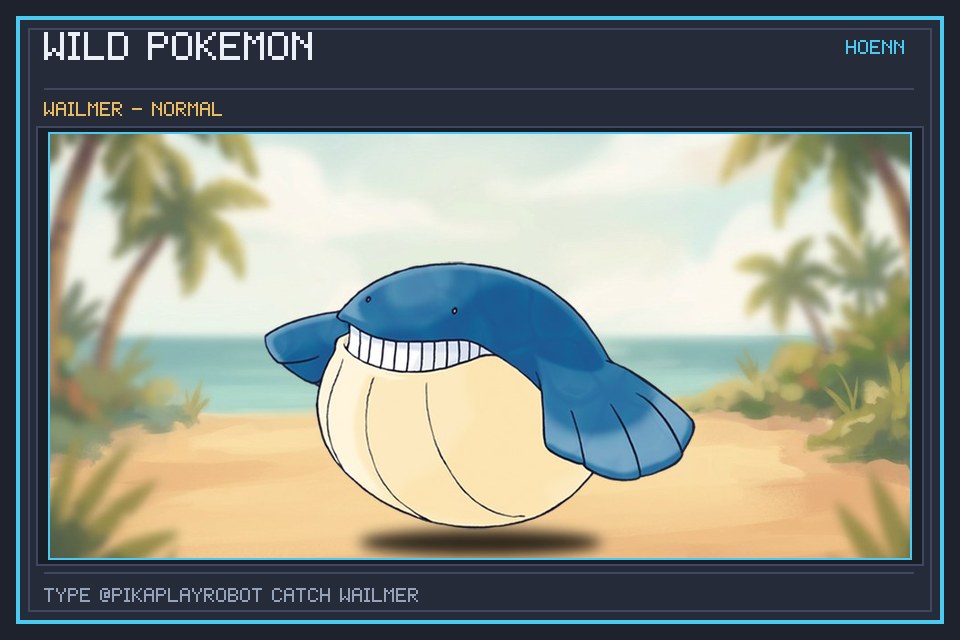 WILD POKEMON
HOENN
WAILMER - NORMAL
TYPE @PIKAPLAYROBOT CATCH WAILMER